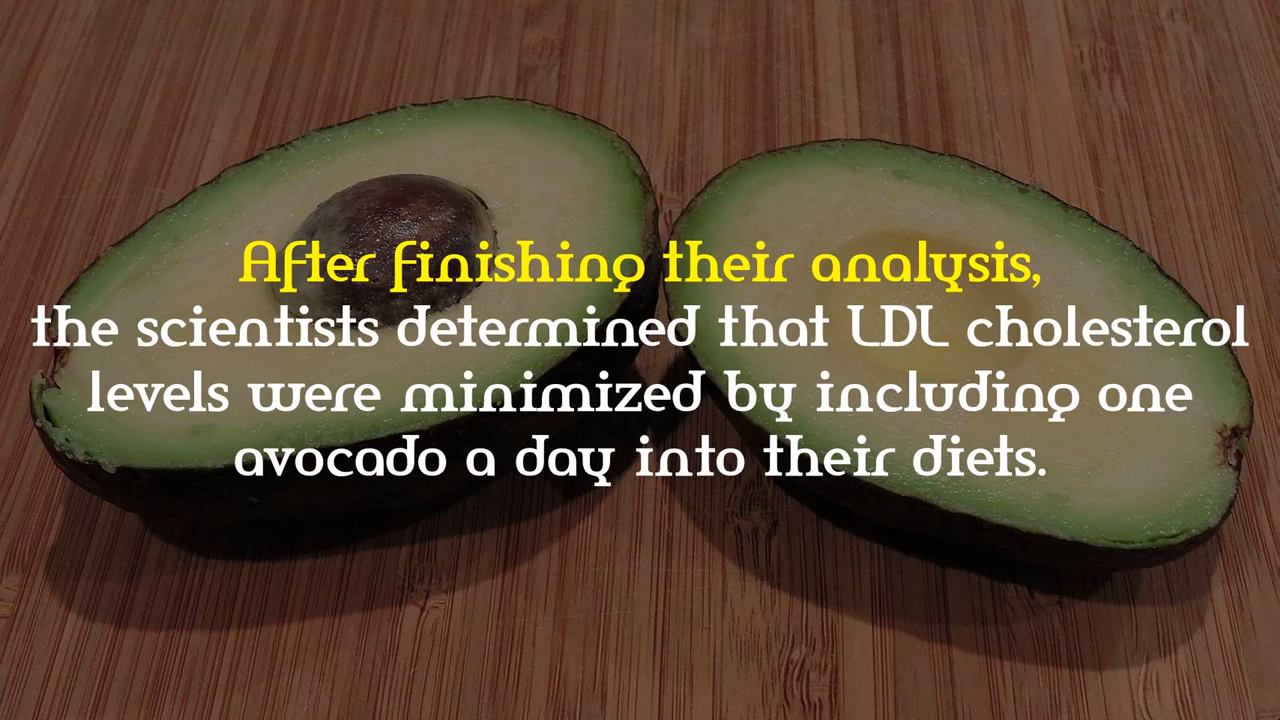 After finishing their analysis,
the scientists determined that LDL cholesterol
levels were minimized by including one
avocado a day into their diets.